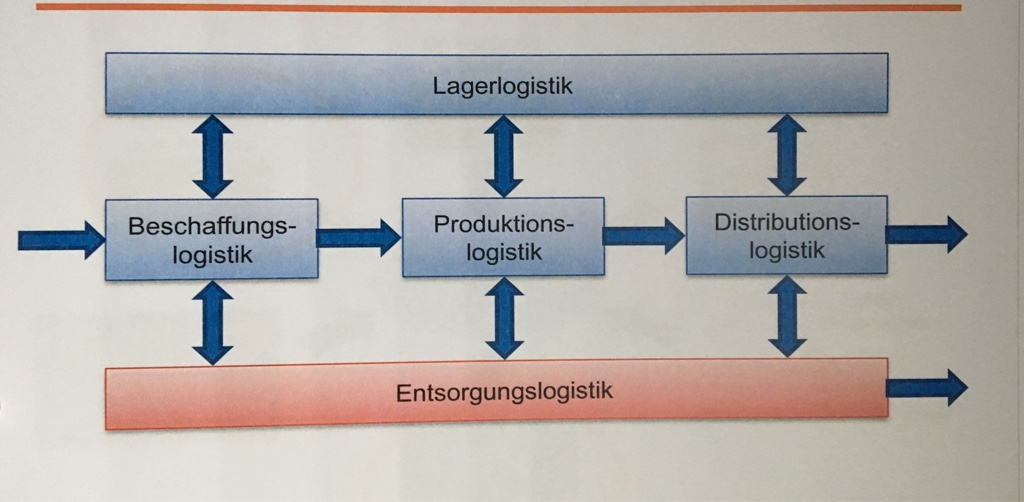 Lagerlogistik
Beschaffungs-
logistik
Produktions-
logistik
Distributions-
logistik
Entsorgungslogistik